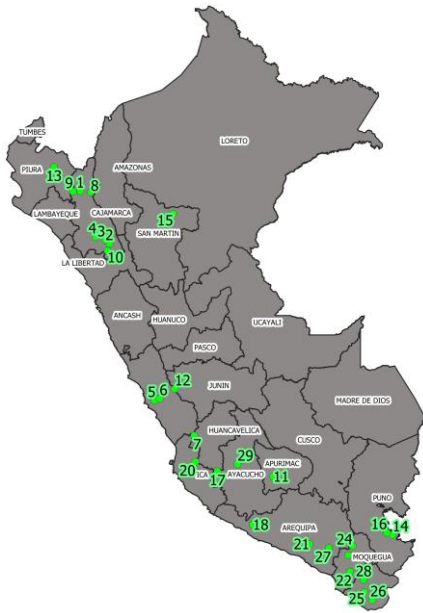 LORETO
TUMBES
AMAZONAS
PIURA
13
9 1 8
LAMBAYEQUE
CAJAMARCA
15
4 3 2
SAN MARTIN
10
LA LIBERTAD
ANCASH
HUANUCO
UCAYALI
PASCO
12
JUNIN
5 6
MADRE DE DIOS
HUANCAVELICA
CUSCO
7
29
APURIMAC
20
ICA
AYACUCHO
17
11
PUNO
18
AREQUIPA
16 14
21
24
27
MOQUEGUA
22
28
25
26